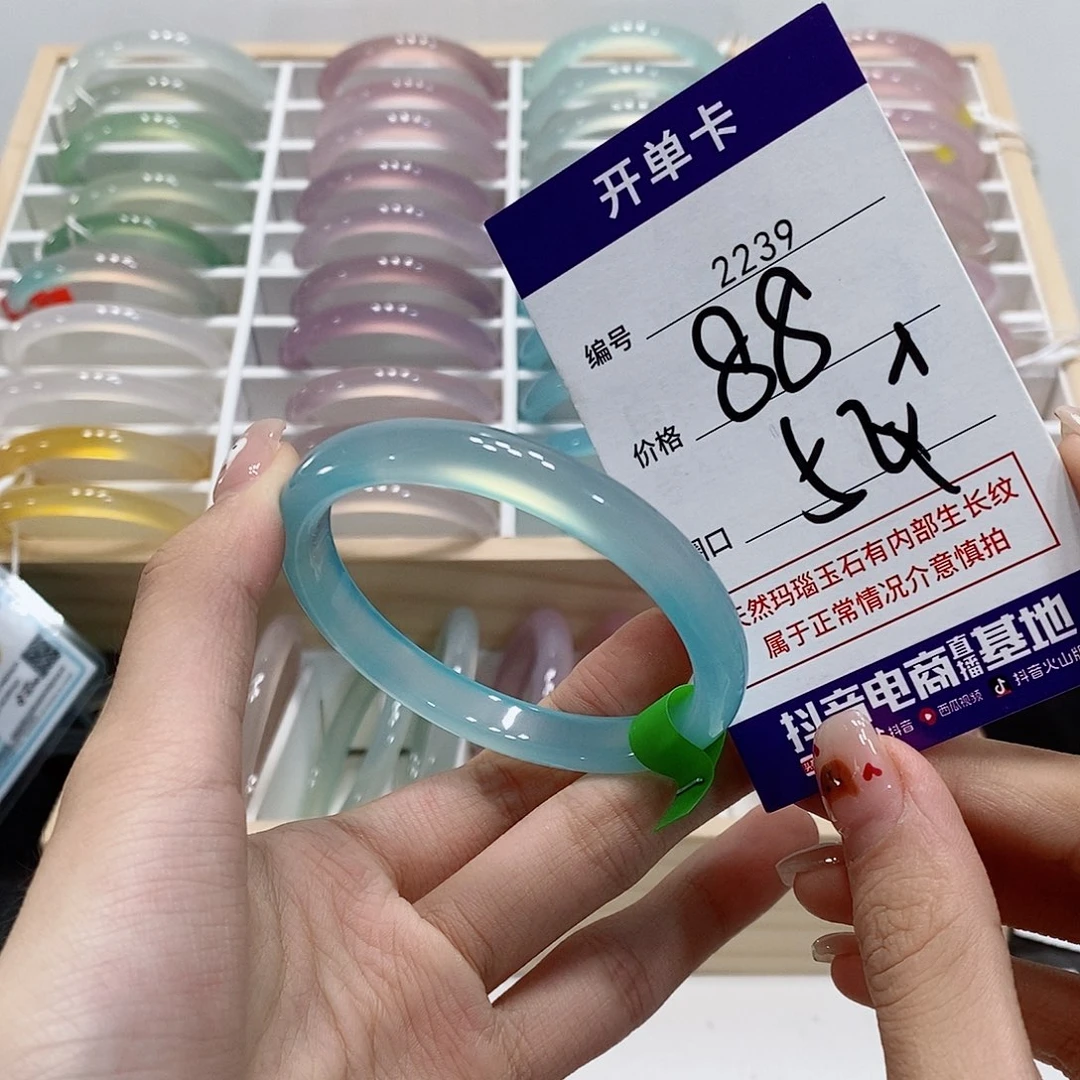 开单卡
编号 2239
价格 88
圈口 54
天然玛瑙玉石有内部生长纹
属于正常情况介意慎拍
抖音电商直播基地
抖音 西瓜视频 抖音火山版